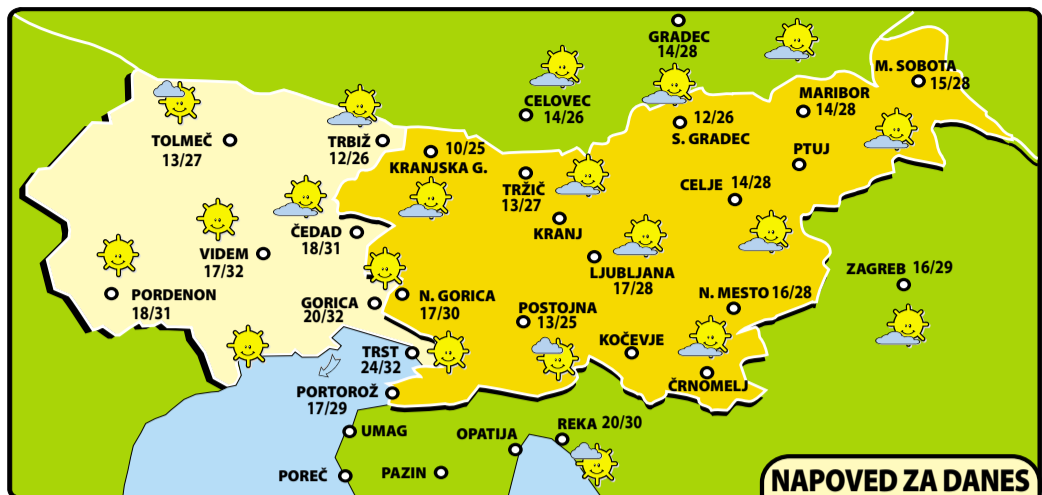 GRADEC
14/28
M. SOBOTA
15/28
CELOVEC
14/26
MARIBOR
14/28
12/26
S. GRADEC
TOLMEČ
13/27
TRBIŽ
12/26
10/25
KRANJSKA G.
PTUJ
TRŽIČ
13/27
CELJE 14/28
ČEDAD
18/31
KRANJ
VIDEM
17/32
LJUBLJANA
17/28
ZAGREB 16/29
PORDENON
18/31
GORICA
20/32
N. GORICA
17/30
N. MESTO 16/28
POSTOJNA
13/25
KOČEVJE
TRST
24/32
ČRNOMELJ
PORTOROŽ
17/29
UMAG
OPATIJA
REKA 20/30
POREČ
PAZIN
NAPOVED ZA DANES